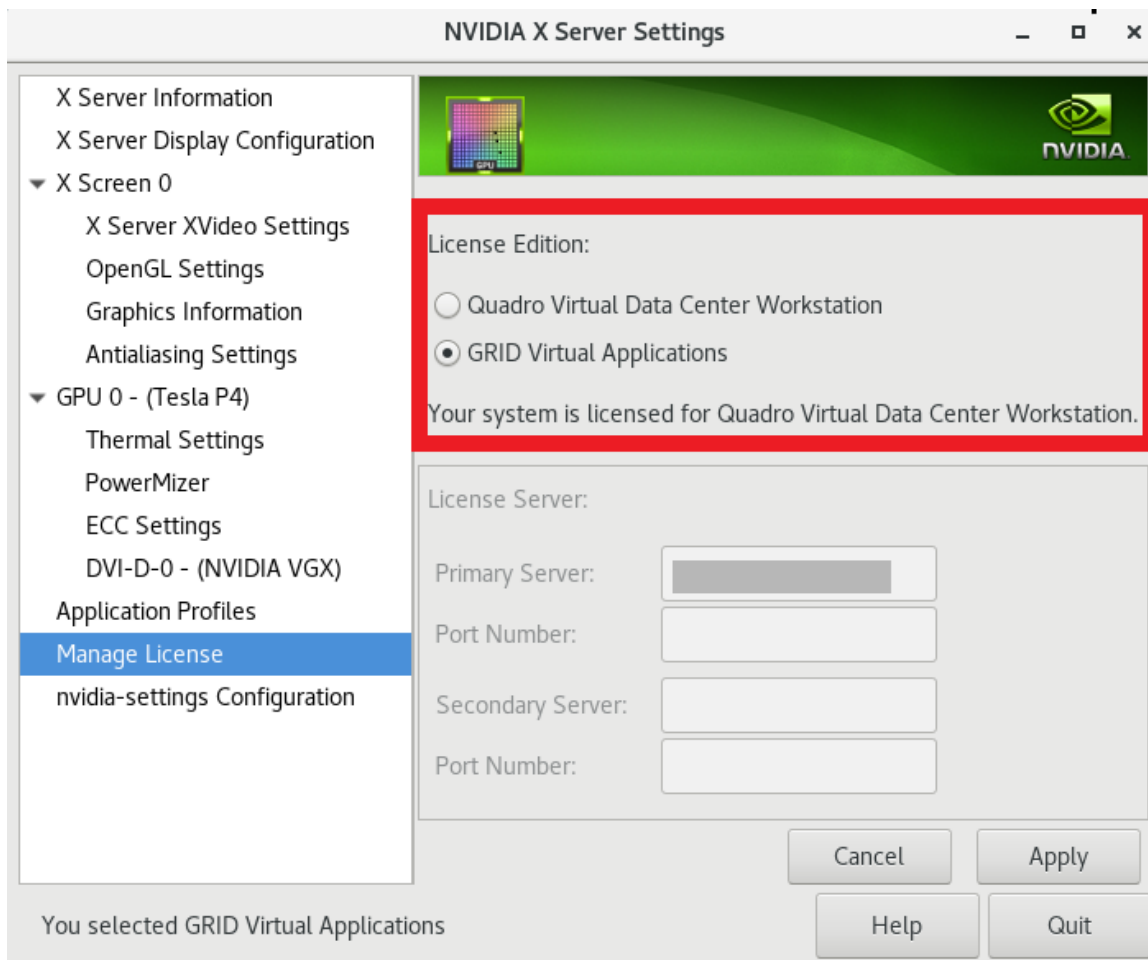 NVIDIA X Server Settings
X Server Information
X Server Display Configuration
X Screen 0
X Server XVideo Settings
OpenGL Settings
Graphics Information
Antialiasing Settings
GPU 0 - (Tesla P4)
Thermal Settings
PowerMizer
ECC Settings
DVI-D-0 - (NVIDIA VGX)
Application Profiles
Manage License
nvidia-settings Configuration
GPU
NVIDIA.
License Edition:
Quadro Virtual Data Center Workstation
GRID Virtual Applications
Your system is licensed for Quadro Virtual Data Center Workstation.
License Server:
Primary Server:
Port Number:
Secondary Server:
Port Number:
Cancel
Apply
You selected GRID Virtual Applications
Help
Quit